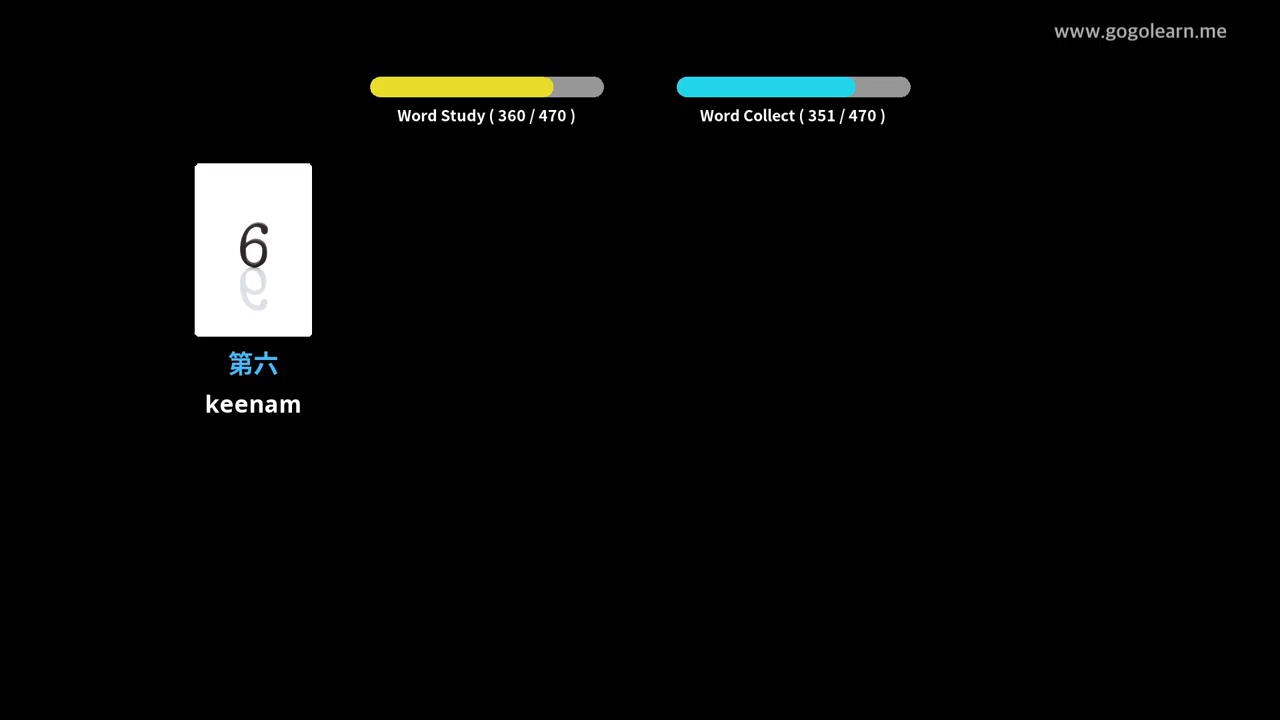 www.gogolearn.me
Word Study ( 360 / 470 )
Word Collect ( 351 / 470 )
6
第六
keenam